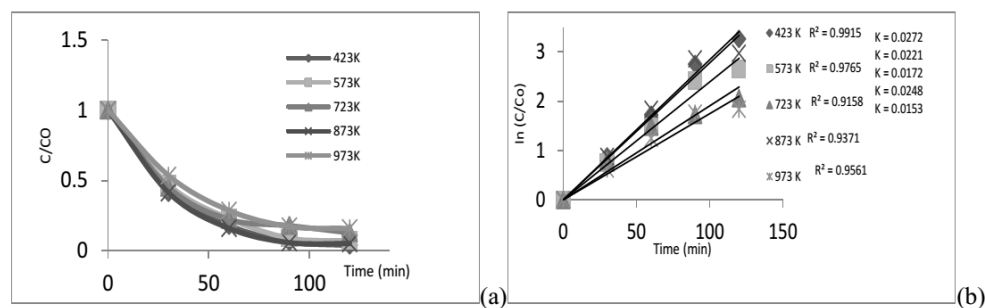 1.5
1
0.5
0
C/CO
0
50
100
Time (min)
423K
573K
723K
873K
973K
(a)
3
2
1
0
ln (C/Co)
0
50
100
150
Time (min)
423 K R² = 0.9915
573 K R² = 0.9765
723 K R² = 0.9158
873 K R² = 0.9371
973 K R² = 0.9561
K = 0.0272
K = 0.0221
K = 0.0172
K = 0.0248
K = 0.0153
(b)